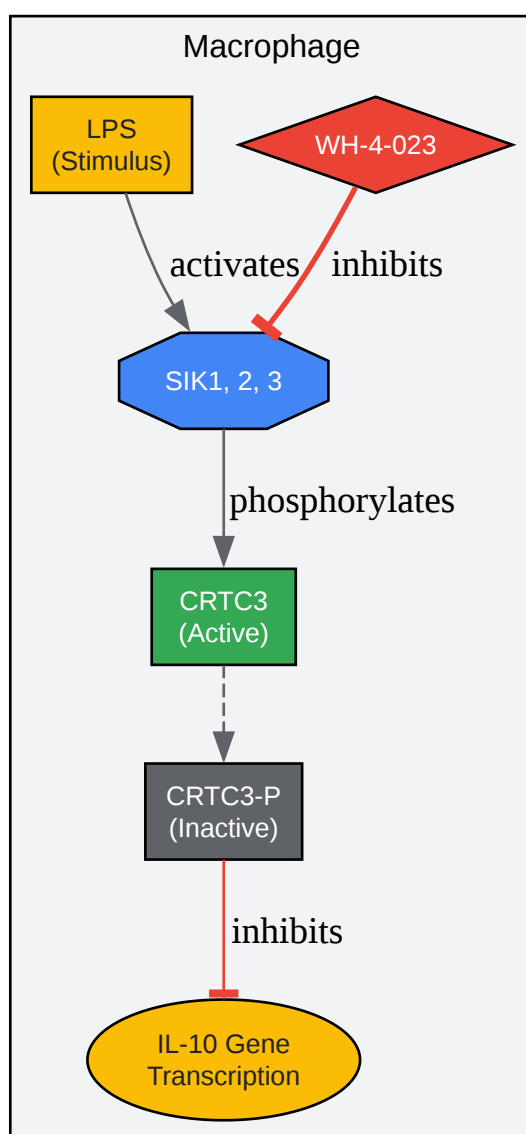 Macrophage
LPS
(Stimulus)
WH-4-023
activates
inhibits
SIK1, 2, 3
phosphorylates
CRTC3
(Active)
CRTC3-P
(Inactive)
inhibits
IL-10 Gene
Transcription